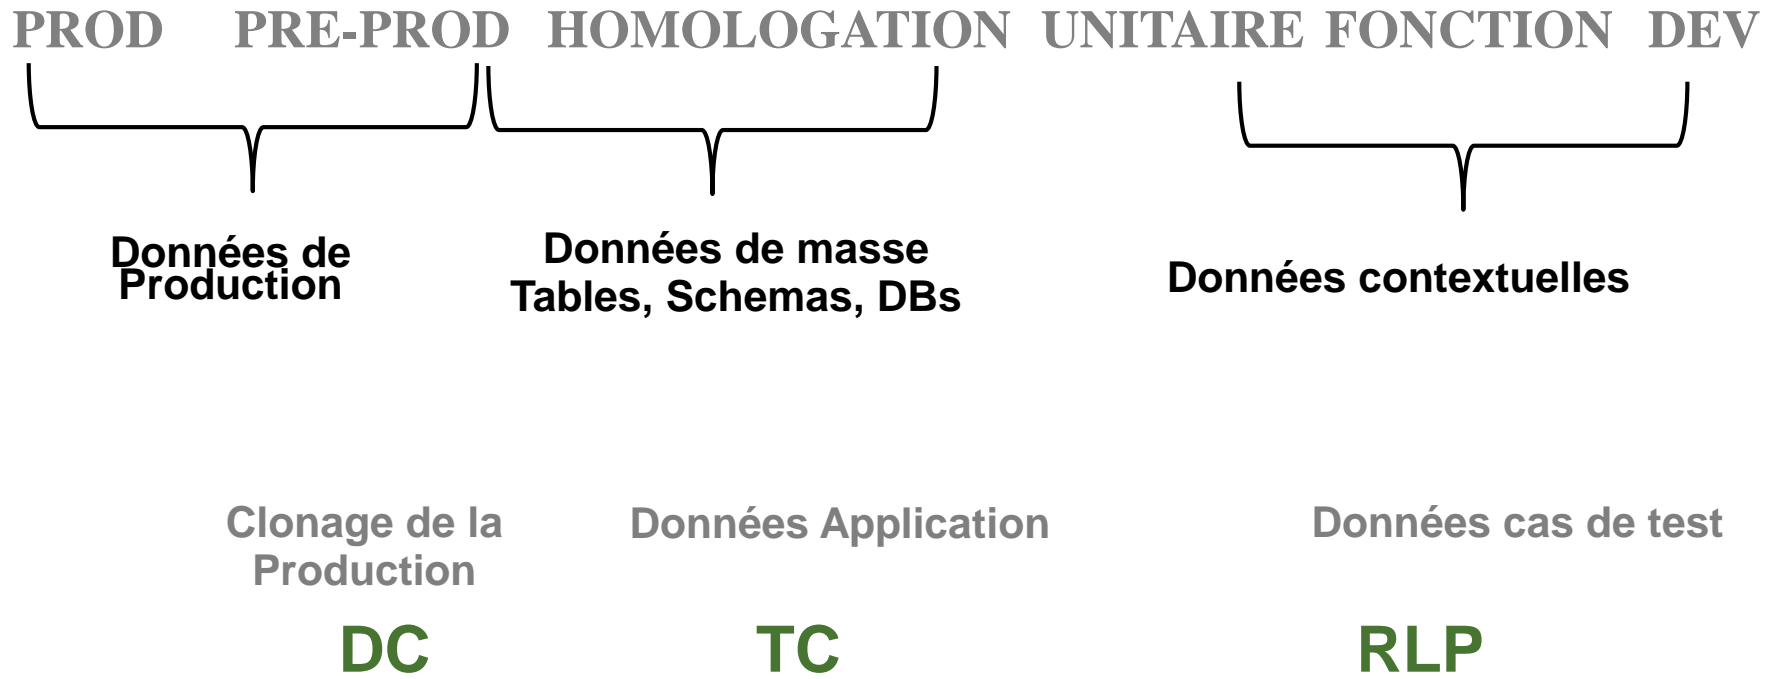 PROD PRE-PROD HOMOLOGATION UNITAIRE FONCTION DEV
Données de
Production
Données de masse
Tables, Schemas, DBs
Données contextuelles
Clonage de la
Production
Données Application
Données cas de test
DC
TC
RLP